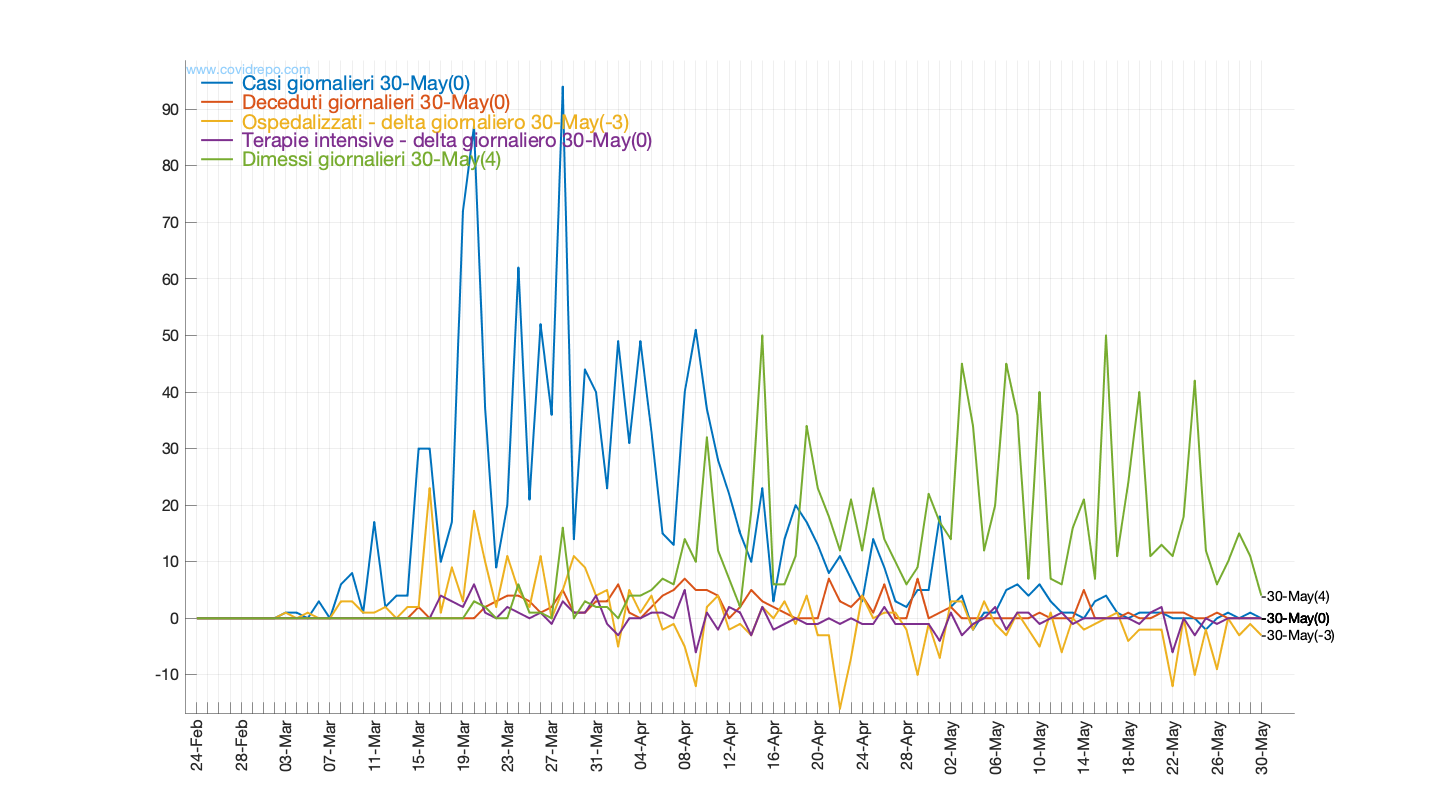 www.covidrepo.com
Casi giornalieri 30-May(0)
Deceduti giornalieri 30-May(0)
Ospedalizzati - delta giornaliero 30-May(-3)
Terapie intensive - delta giornaliero 30-May(0)
Dimessi giornalieri 30-May(4)
90
80
70
60
50
40
30
20
10
0
-10
30-May(4)
30-May(0)
30-May(-3)
24-Feb
28-Feb
03-Mar
07-Mar
11-Mar
15-Mar
19-Mar
23-Mar
27-Mar
31-Mar
04-Apr
08-Apr
12-Apr
16-Apr
20-Apr
24-Apr
28-Apr
02-May
06-May
10-May
14-May
18-May
22-May
26-May
30-May